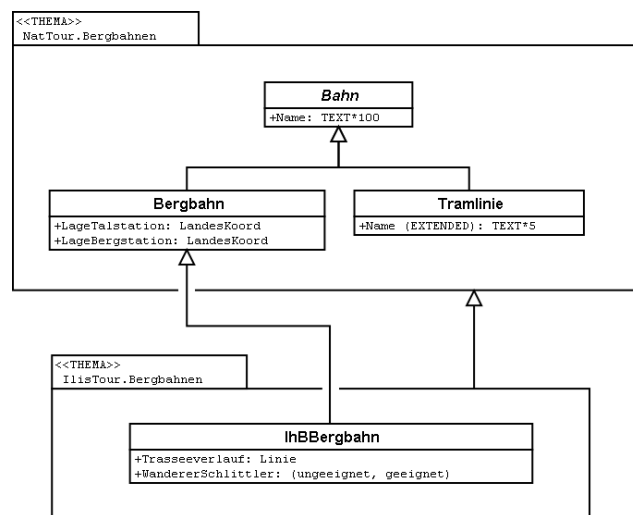 <<THEMA>>
NatTour.Bergbahnen
Bahn
+Name: TEXT*100
Bergbahn
+LageTalstation: LandesKoord
+LageBergstation: LandesKoord
Tramlinie
+Name (EXTENDED): TEXT*5
<<THEMA>>
IlisTour.Bergbahnen
IhBBergbahn
+Trasseeverlauf: Linie
+WandererSchlittler: (ungeeignet, geeignet)